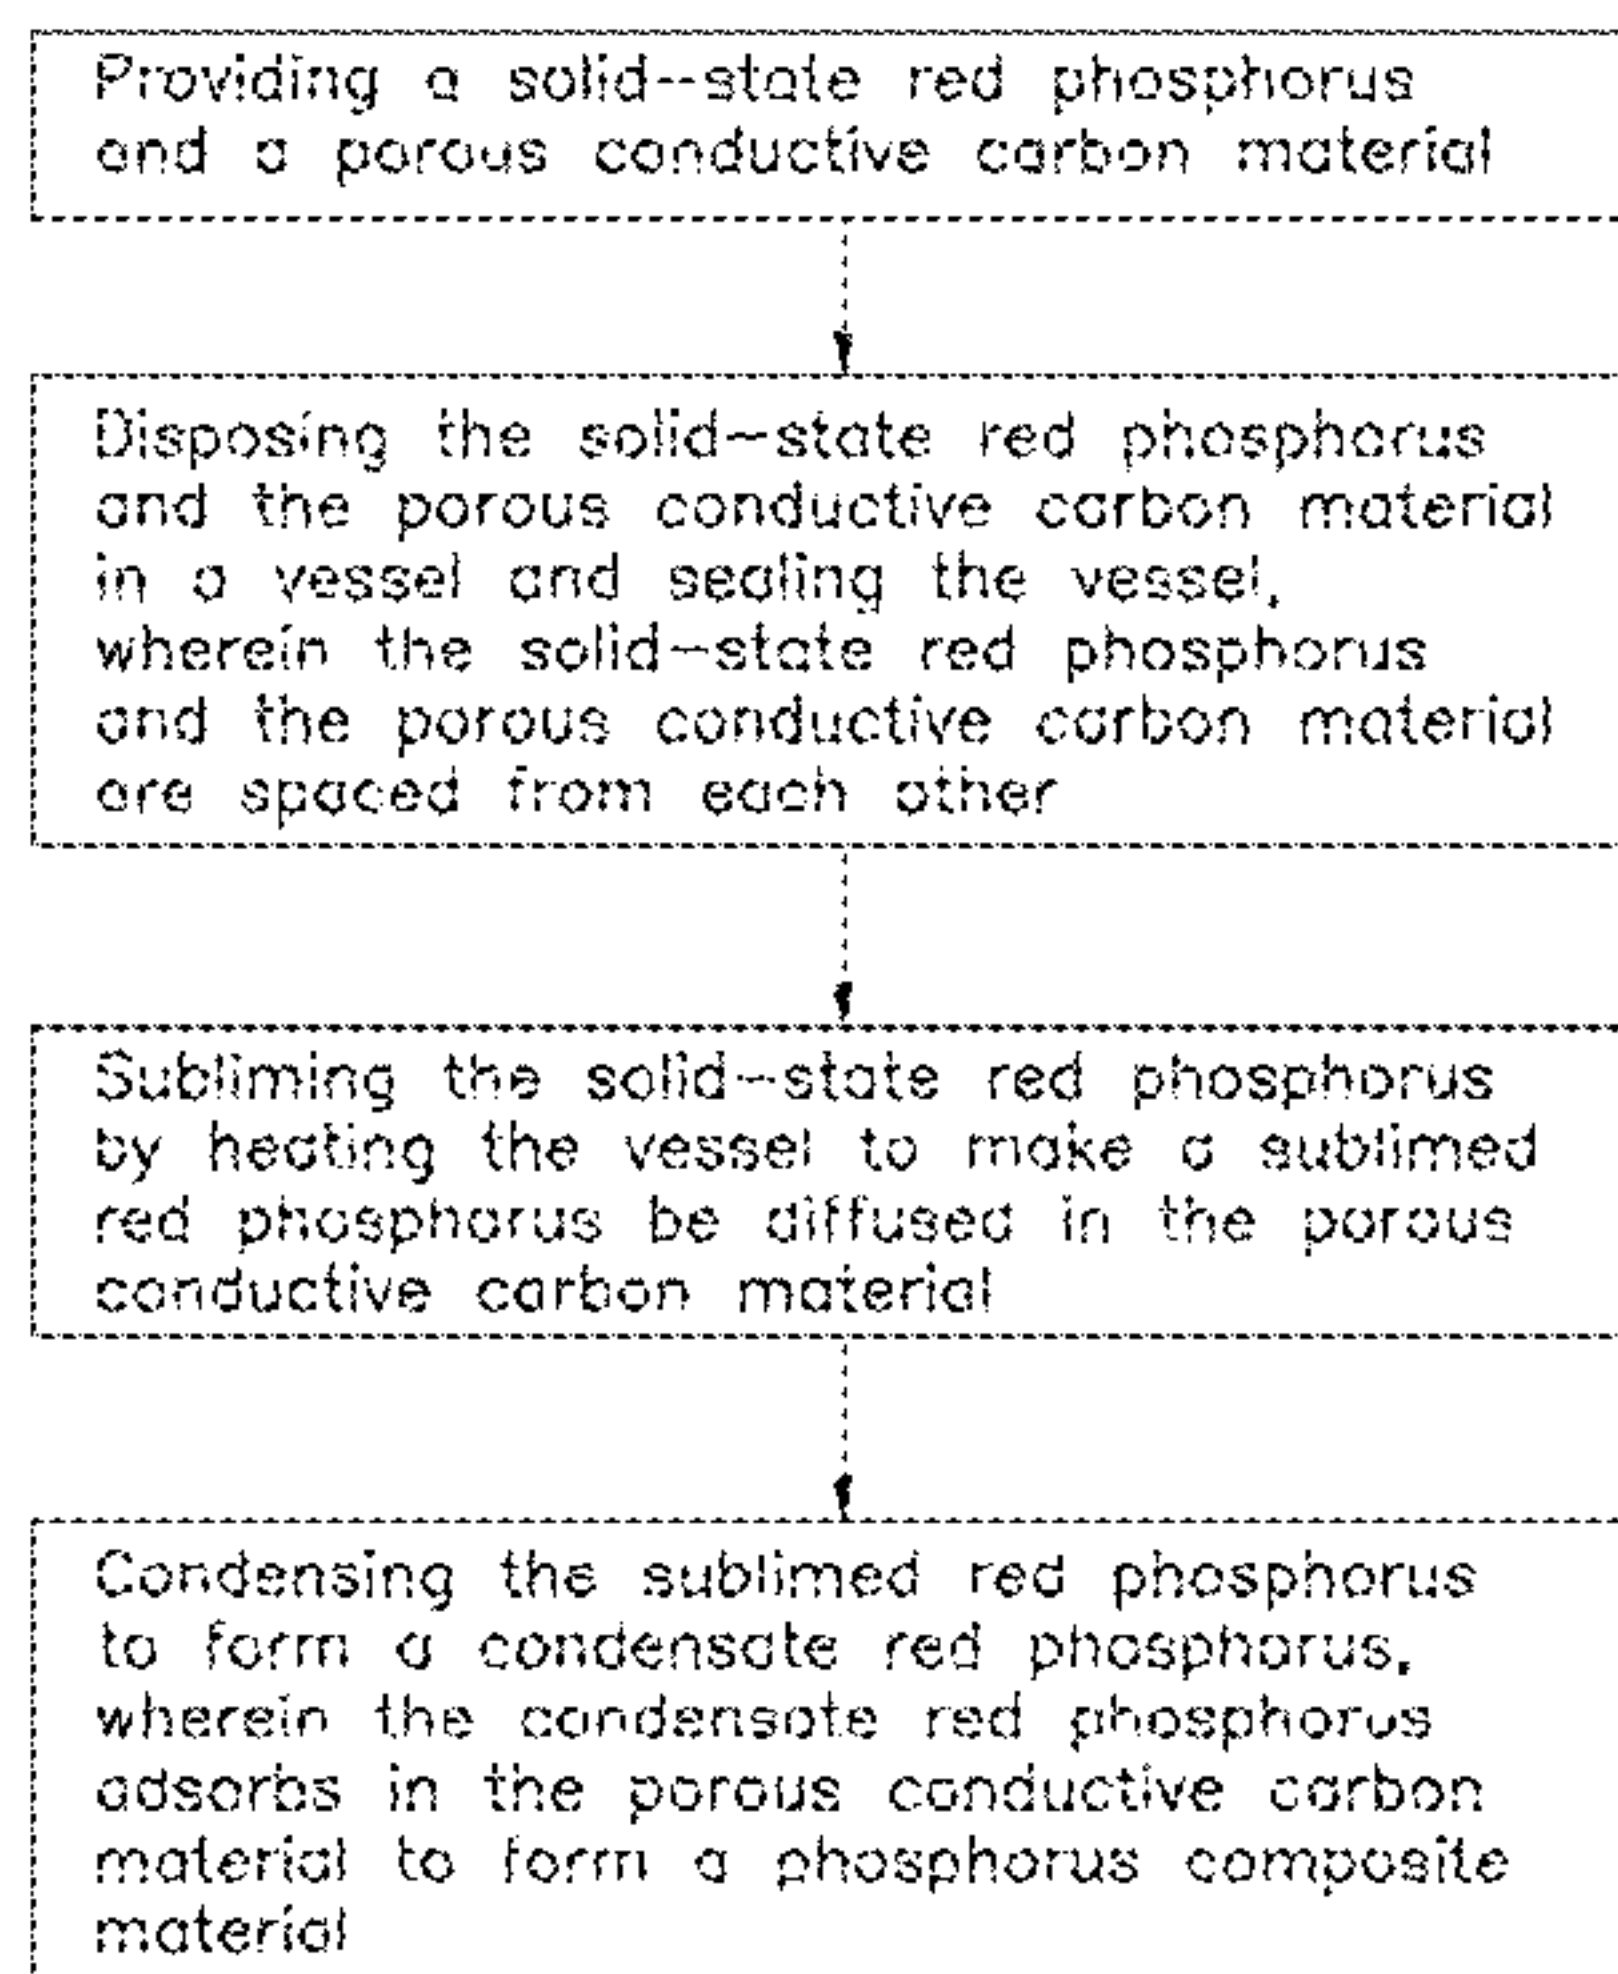 Providing a solid-state red phosphorus
and a porous conductive carbon material
Disposing the solid-state red phosphorus
and the porous conductive carbon material
in a vessel and sealing the vessel,
wherein the solid-state red phosphorus
and the porous conductive carbon material
are spaced from each other
Subliming the solid-state red phosphorus
by heating the vessel to make a sublimed
red phosphorus be diffused in the porous
conductive carbon material
Condensing the sublimed red phosphorus
to form a condensate red phosphorus,
wherein the condensate red phosphorus
adsorbs in the porous conductive carbon
material to form a phosphorus composite
material